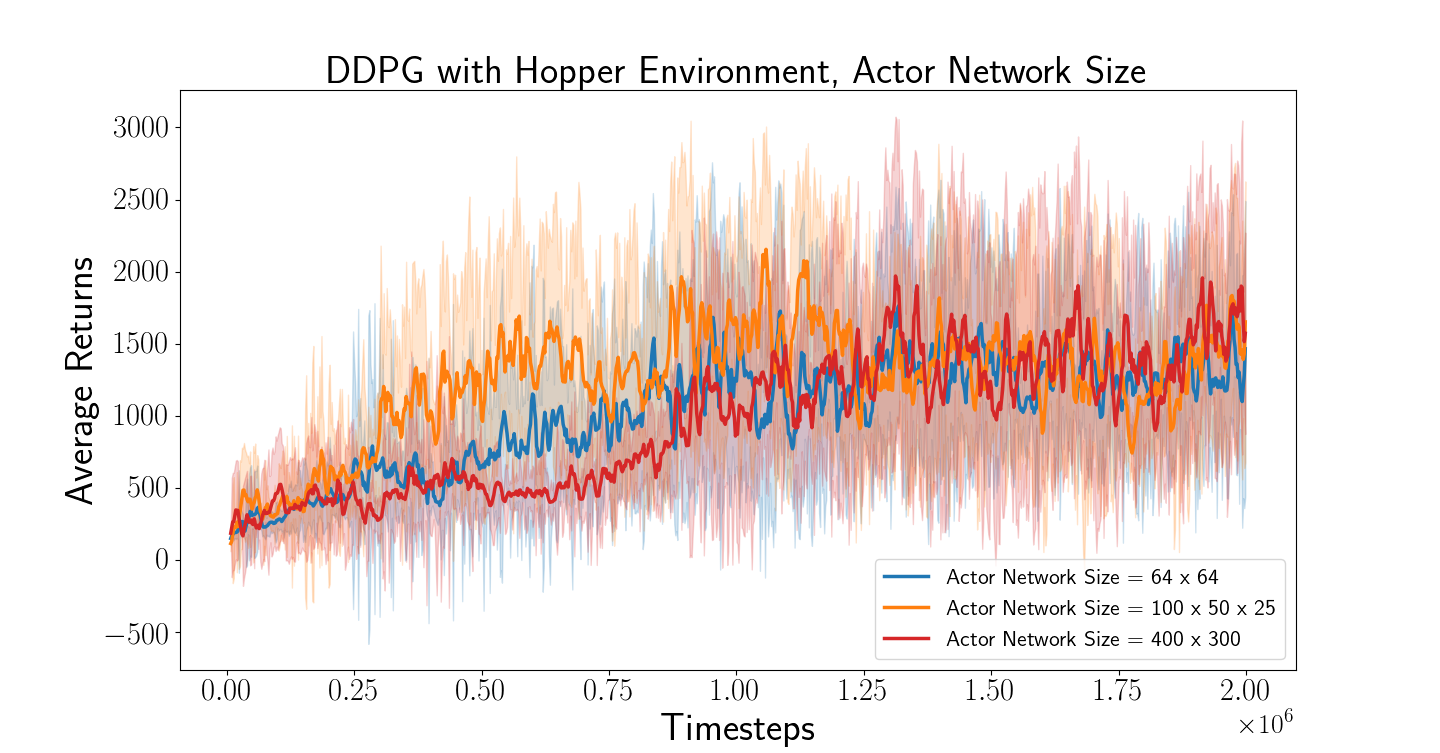 DDPG with Hopper Environment, Actor Network Size
3000
2500
2000
1500
1000
500
0
−500
Average Returns
Actor Network Size = 64 x 64
Actor Network Size = 100 x 50 x 25
Actor Network Size = 400 x 300
0.00 0.25 0.50 0.75 1.00 1.25 1.50 1.75 2.00
×10⁶
Timesteps